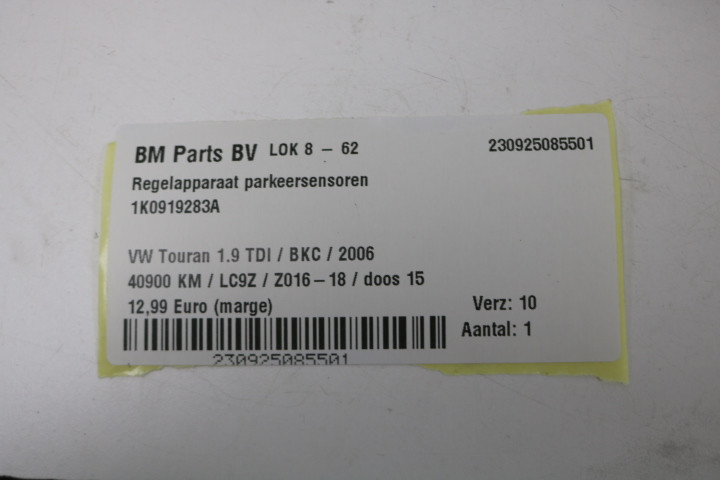 BM Parts BV LOK 8 – 62 230925085501
Regelapparaat parkeersensoren
1K0919283A
VW Touran 1.9 TDI / BKC / 2006
40900 KM / LC9Z / Z016–18 / doos 15
12,99 Euro (marge) Verz: 10
Aantal: 1
230925085501